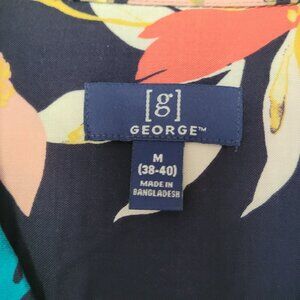 [g]
GEORGE™
M
(38-40)
MADE IN
BANGLADESH